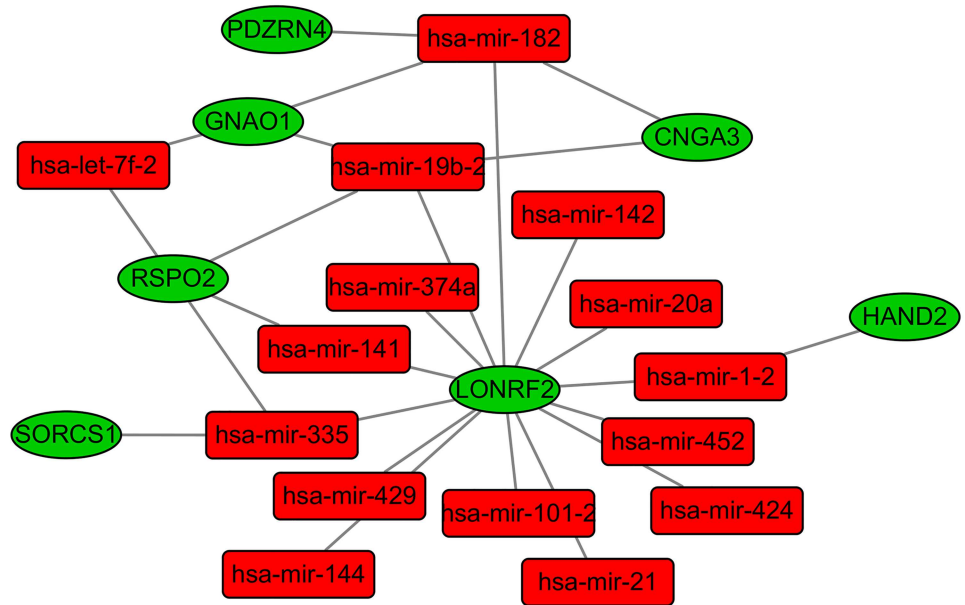 PDZRN4
hsa-mir-182
GNAO1
CNGA3
hsa-let-7f-2
hsa-mir-19b-2
hsa-mir-142
RSPO2
hsa-mir-374a
hsa-mir-20a
HAND2
hsa-mir-141
hsa-mir-1-2
LONRF2
SORCS1
hsa-mir-335
hsa-mir-452
hsa-mir-429
hsa-mir-101-2
hsa-mir-424
hsa-mir-144
hsa-mir-21